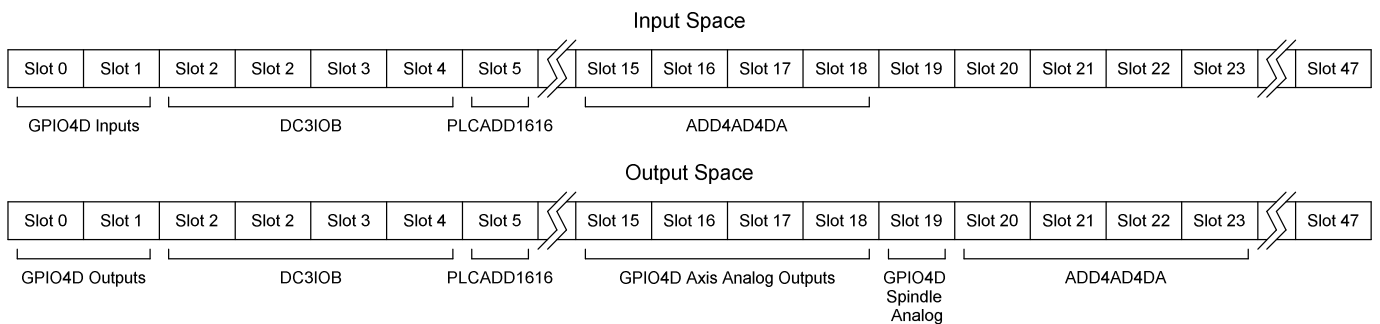 Input Space
Slot 0 Slot 1 Slot 2 Slot 2 Slot 3 Slot 4 Slot 5 Slot 15 Slot 16 Slot 17 Slot 18 Slot 19 Slot 20 Slot 21 Slot 22 Slot 23 Slot 47
GPIO4D Inputs DC3IOB PLCADD1616 ADD4AD4DA
Output Space
Slot 0 Slot 1 Slot 2 Slot 2 Slot 3 Slot 4 Slot 5 Slot 15 Slot 16 Slot 17 Slot 18 Slot 19 Slot 20 Slot 21 Slot 22 Slot 23 Slot 47
GPIO4D Outputs DC3IOB PLCADD1616 GPIO4D Axis Analog Outputs GPIO4D ADD4AD4DA
Spindle
Analog